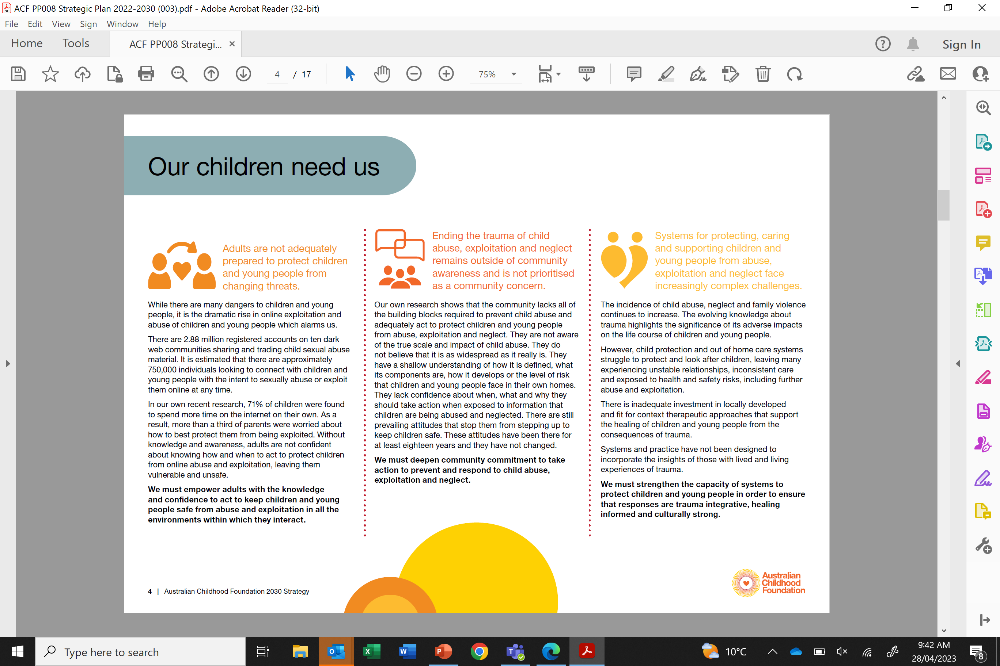 ACF PP008 Strategic Plan 2022-2030 (003).pdf - Adobe Acrobat Reader (32-bit)
File Edit View Sign Window Help
Home Tools ACF PP008 Strategi... Sign In
4 / 17 75%
Our children need us
Adults are not adequately
prepared to protect children
and young people from
changing threats.
While there are many dangers to children and young
people, it is the dramatic rise in online exploitation and
abuse of children and young people which alarms us.
There are 2.88 million registered accounts on ten dark
web communities sharing and trading child sexual abuse
material. It is estimated that there are approximately
750,000 individuals looking to connect with children and
young people with the intent to sexually abuse or exploit
them online at any time.
In our own recent research, 71% of children were found
to spend more time on the internet on their own. As a
result, more than a third of parents were worried about
how to best protect them from being exploited. Without
knowledge and awareness, adults are not confident
about knowing how and when to act to protect children
from online abuse and exploitation, leaving them
vulnerable and unsafe.
We must empower adults with the knowledge
and confidence to act to keep children and young
people safe from abuse and exploitation in all the
environments within which they interact.
Ending the trauma of child
abuse, exploitation and neglect
remains outside of community
awareness and is not prioritised
as a community concern.
Our own research shows that the community lacks all of
the building blocks required to prevent child abuse and
adequately act to protect children and young people
from abuse, exploitation and neglect. They are not aware
of the true scale and impact of child abuse. They do
not believe that it is as widespread as it really is. They
have a shallow understanding of how it is defined, what
its components are, how it develops or the level of risk
that children and young people face in their own homes.
They lack confidence about when, what and why they
should take action when exposed to information that
children are being abused and neglected. There are still
prevailing attitudes that stop them from stepping up to
keep children safe. These attitudes have been there for
at least eighteen years and they have not changed.
We must deepen community commitment to take
action to prevent and respond to child abuse,
exploitation and neglect.
Systems for protecting, caring
and supporting children and
young people from abuse,
exploitation and neglect face
increasingly complex challenges.
The incidence of child abuse, neglect and family violence
continues to increase. The evolving knowledge about
trauma highlights the significance of its adverse impacts
on the life course of children and young people.
However, child protection and out of home care systems
struggle to protect and look after children, leaving many
experiencing unstable relationships, inconsistent care
and exposed to health and safety risks, including further
abuse and exploitation.
There is inadequate investment in locally developed
and fit for context therapeutic approaches that support
the healing of children and young people from the
consequences of trauma.
Systems and practice have not been designed to
incorporate the insights of those with lived and living
experiences of trauma.
We must strengthen the capacity of systems to
protect children and young people in order to ensure
that responses are trauma integrative, healing
informed and culturally strong.
4 | Australian Childhood Foundation 2030 Strategy
Australian
Childhood
Foundation
Type here to search
10°C
9:42 AM
28/04/2023
8